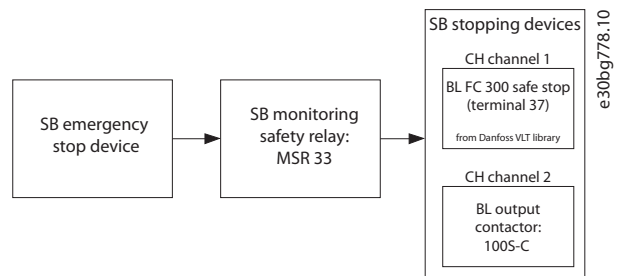 SB emergency
stop device
SB monitoring
safety relay:
MSR 33
SB stopping devices
CH channel 1
BL FC 300 safe stop
(terminal 37)
from Danfoss VLT library
CH channel 2
BL output
contactor:
100S-C
e30bg778.10